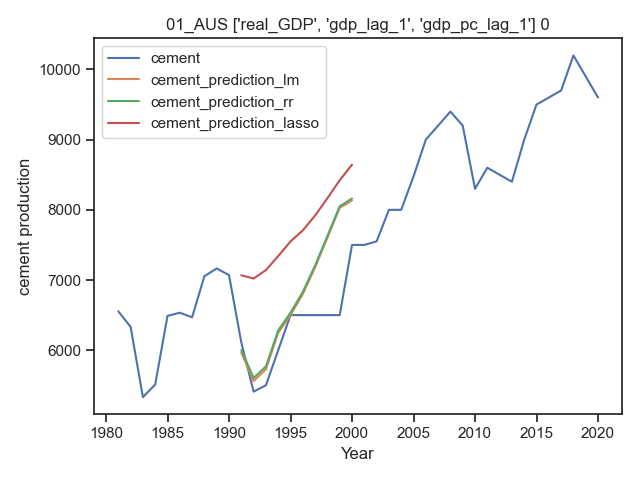 01_AUS ['real_GDP', 'gdp_lag_1', 'gdp_pc_lag_1'] 0
cement
cement_prediction_lm
cement_prediction_rr
cement_prediction_lasso
10000
9000
8000
7000
6000
cement production
1980 1985 1990 1995 2000 2005 2010 2015 2020
Year